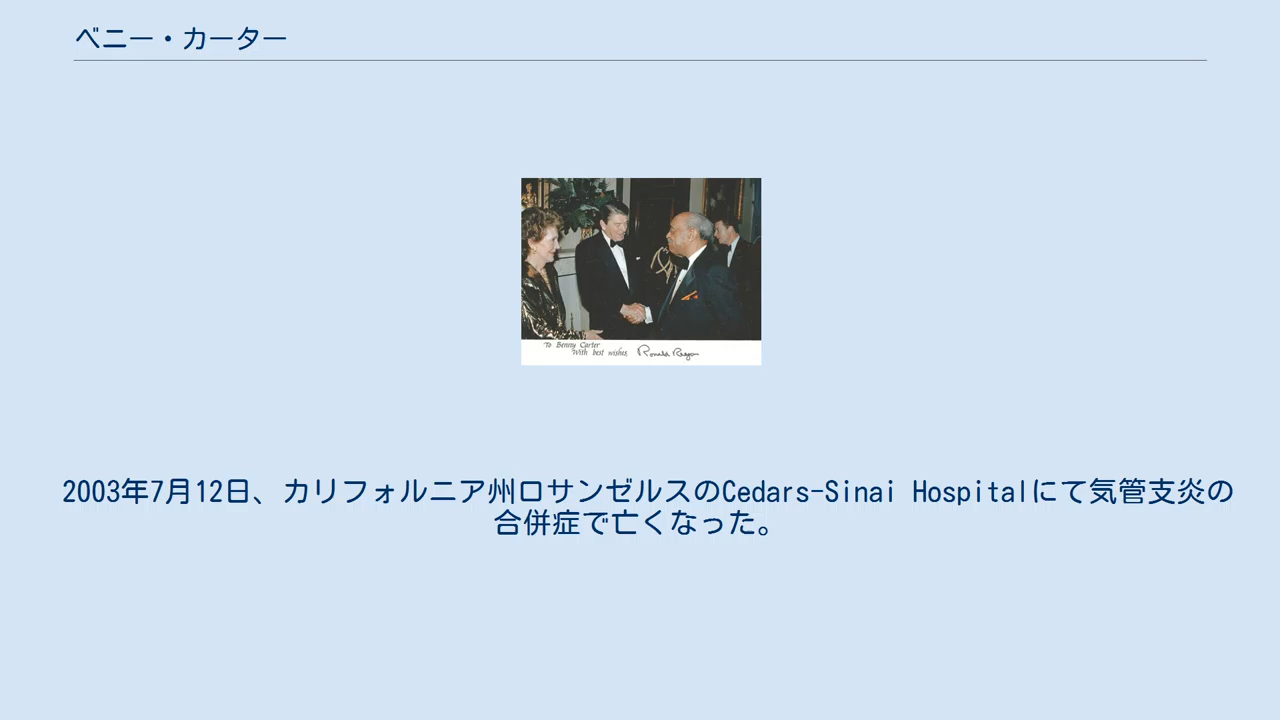 ベニー・カーター
To Benny Carter
With best wishes, Ronald Reagan
2003年7月12日、カリフォルニア州ロサンゼルスのCedars-Sinai Hospitalにて気管支炎の
合併症で亡くなった。